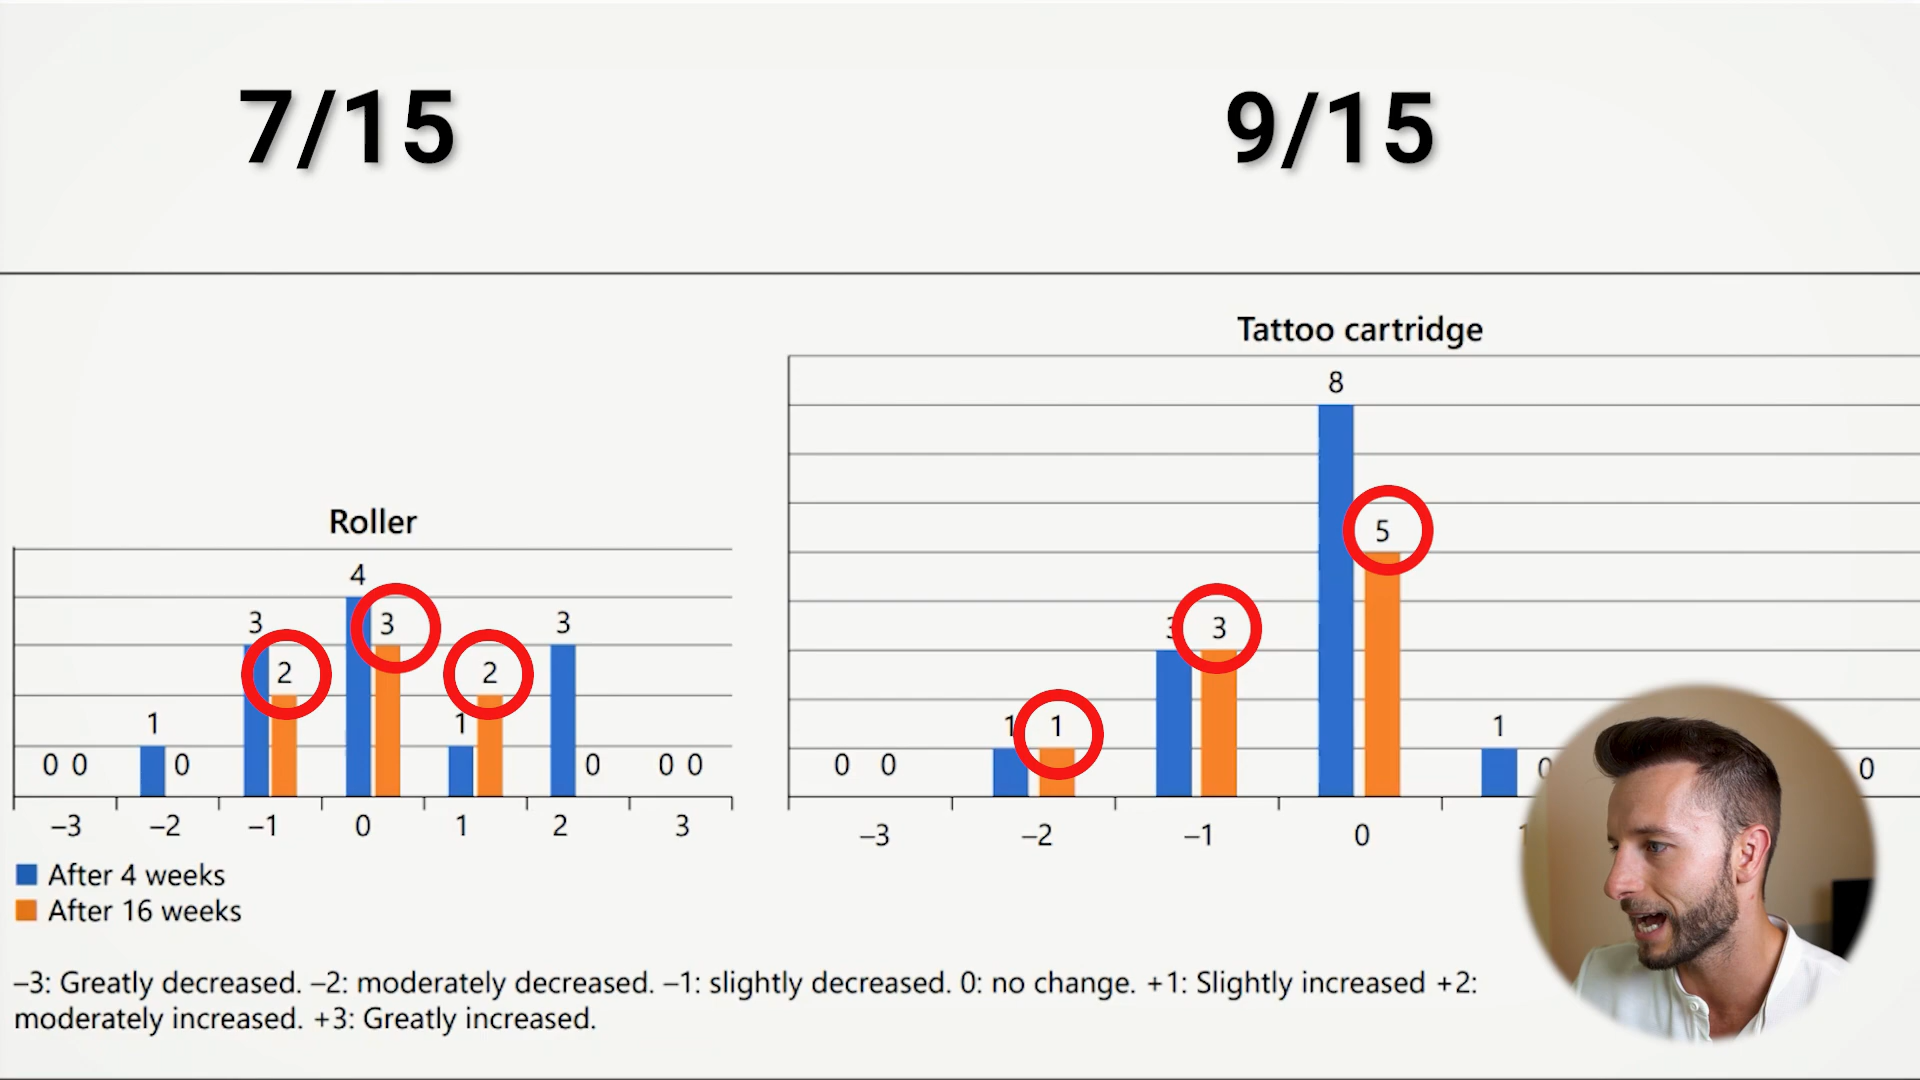 7/15
9/15
Tattoo cartridge
8
5
3 3
1 1
1
0 0
0
0
–3 –2 –1 0 1
Roller
4
3 3 3
2 2
1 1
0 0 0 0 0 0
–3 –2 –1 0 1 2 3
After 4 weeks
After 16 weeks
–3: Greatly decreased. –2: moderately decreased. –1: slightly decreased. 0: no change. +1: Slightly increased +2:
moderately increased. +3: Greatly increased.